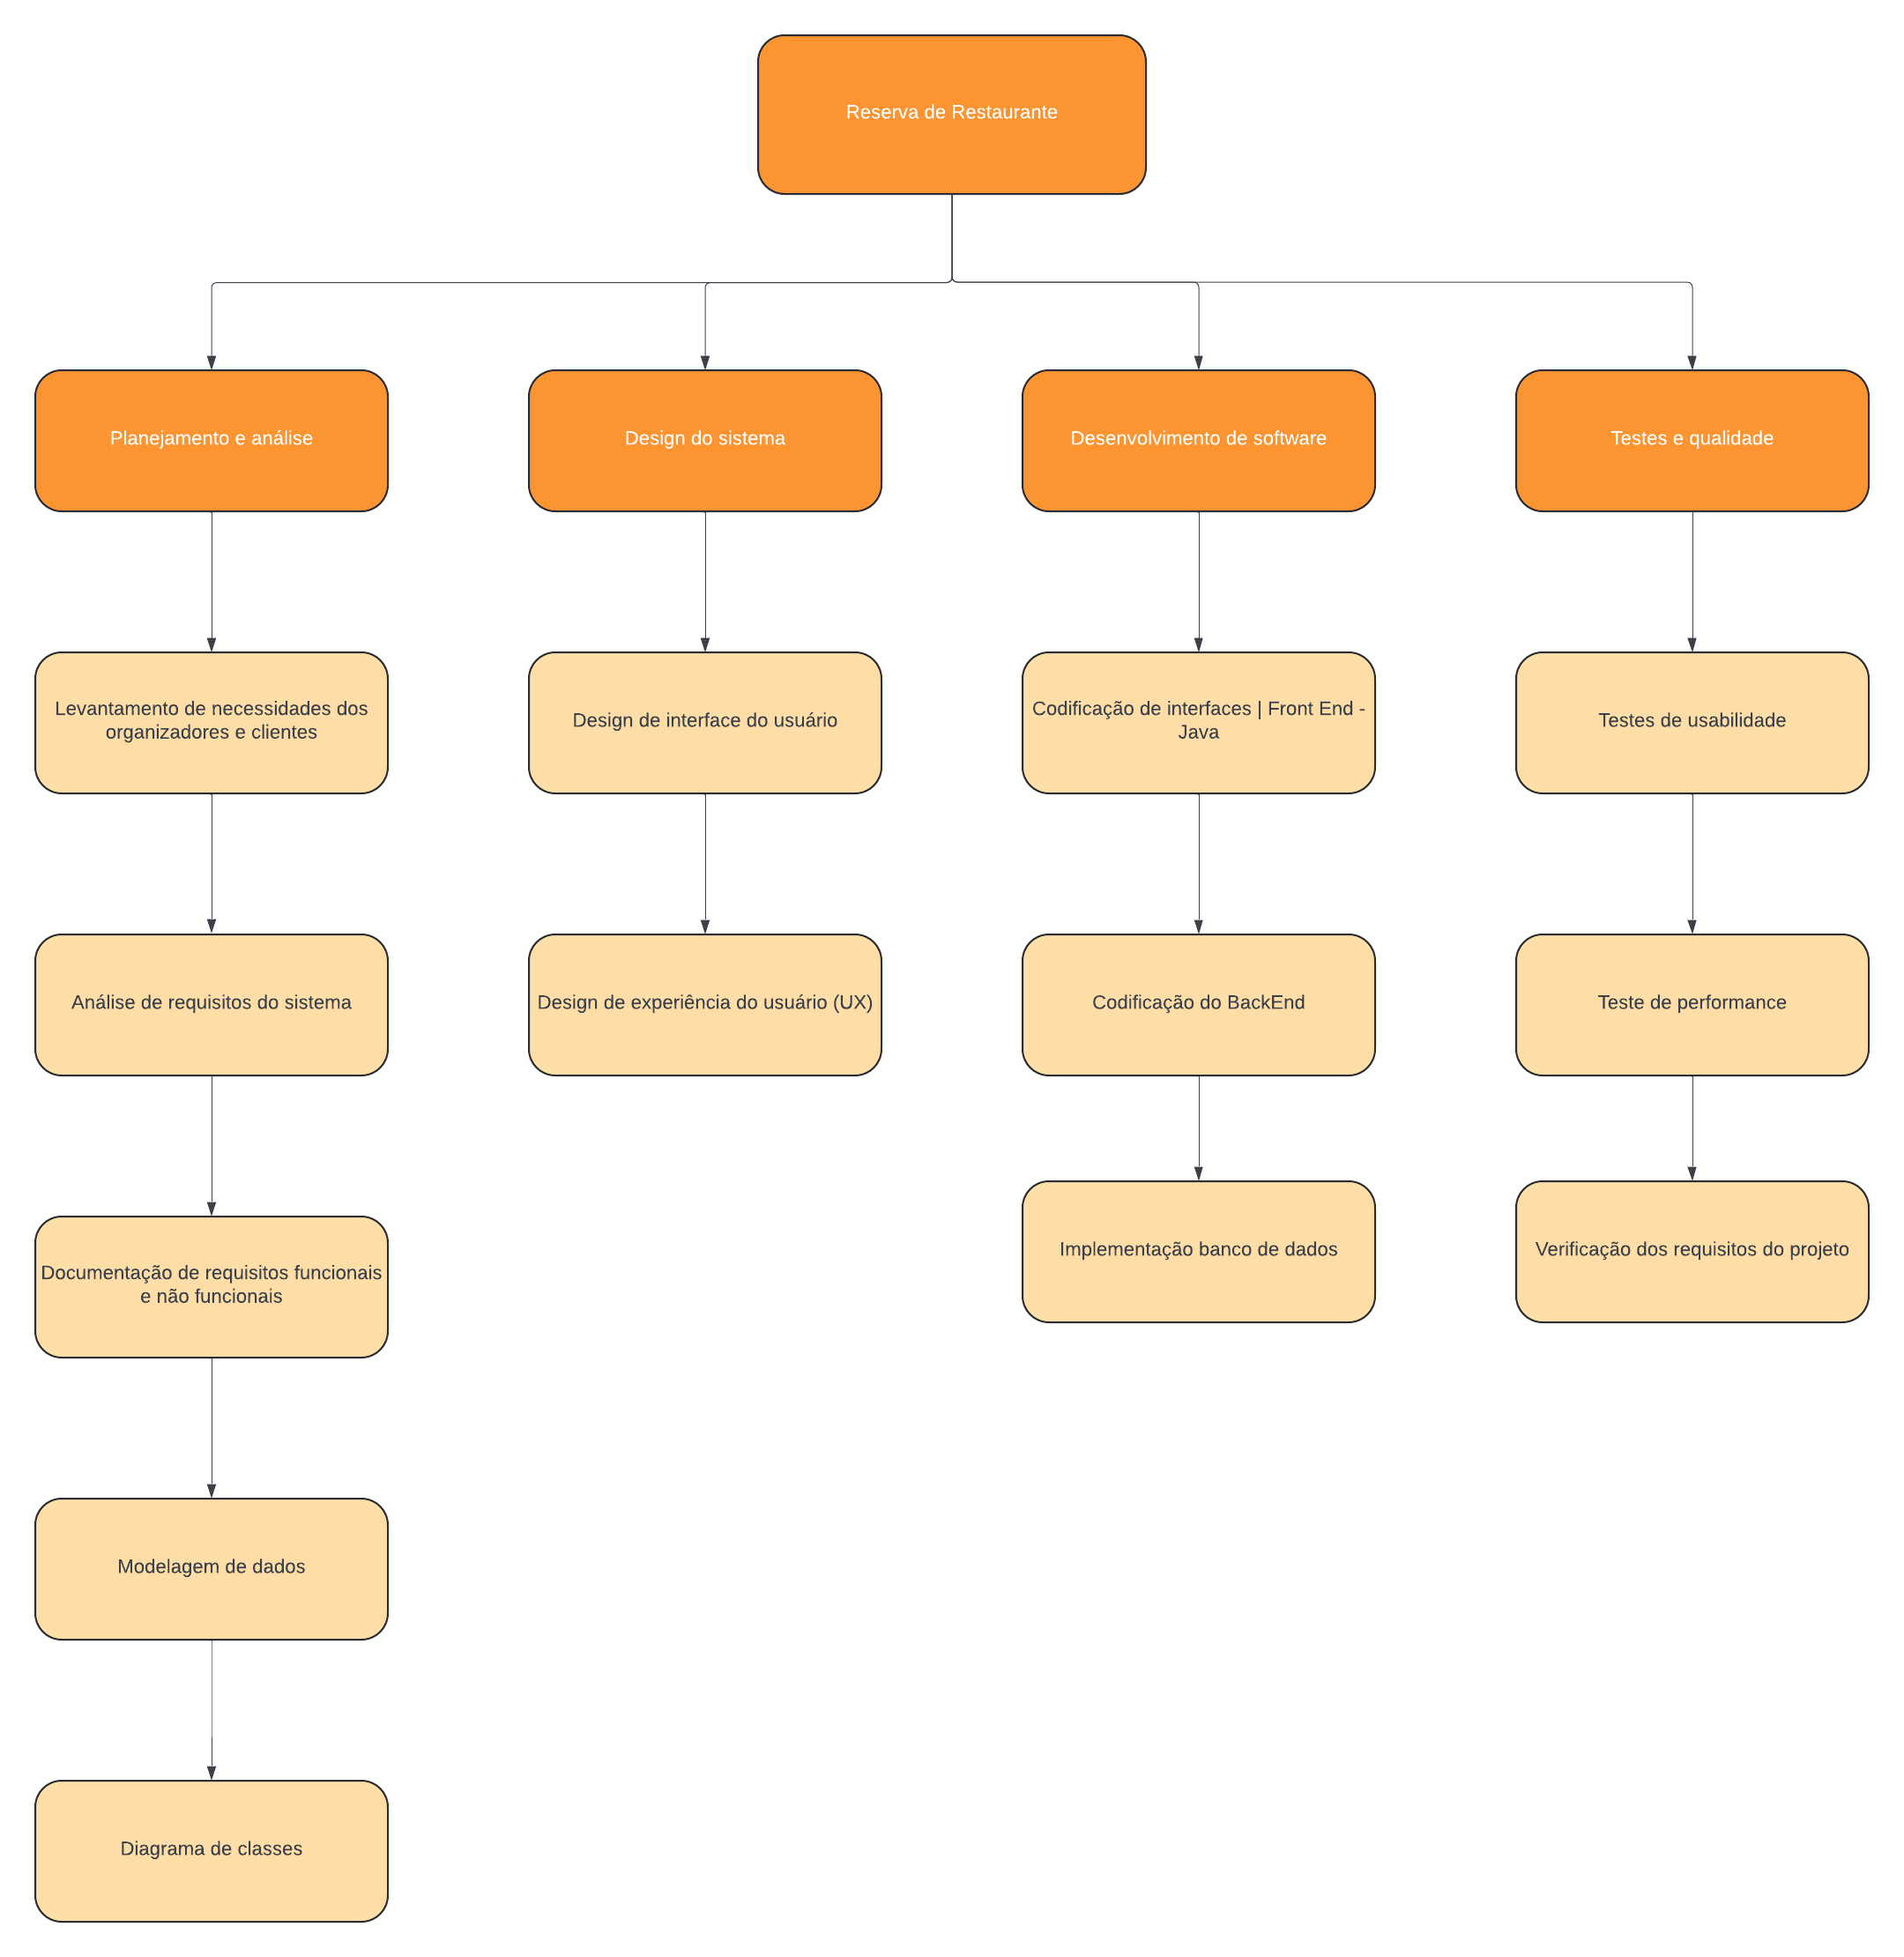 Reserva de Restaurante
Planejamento e análise
Design do sistema
Desenvolvimento de software
Testes e qualidade
Levantamento de necessidades dos
organizadores e clientes
Design de interface do usuário
Codificação de interfaces | Front End -
Java
Testes de usabilidade
Análise de requisitos do sistema
Design de experiência do usuário (UX)
Codificação do BackEnd
Teste de performance
Documentação de requisitos funcionais
e não funcionais
Implementação banco de dados
Verificação dos requisitos do projeto
Modelagem de dados
Diagrama de classes